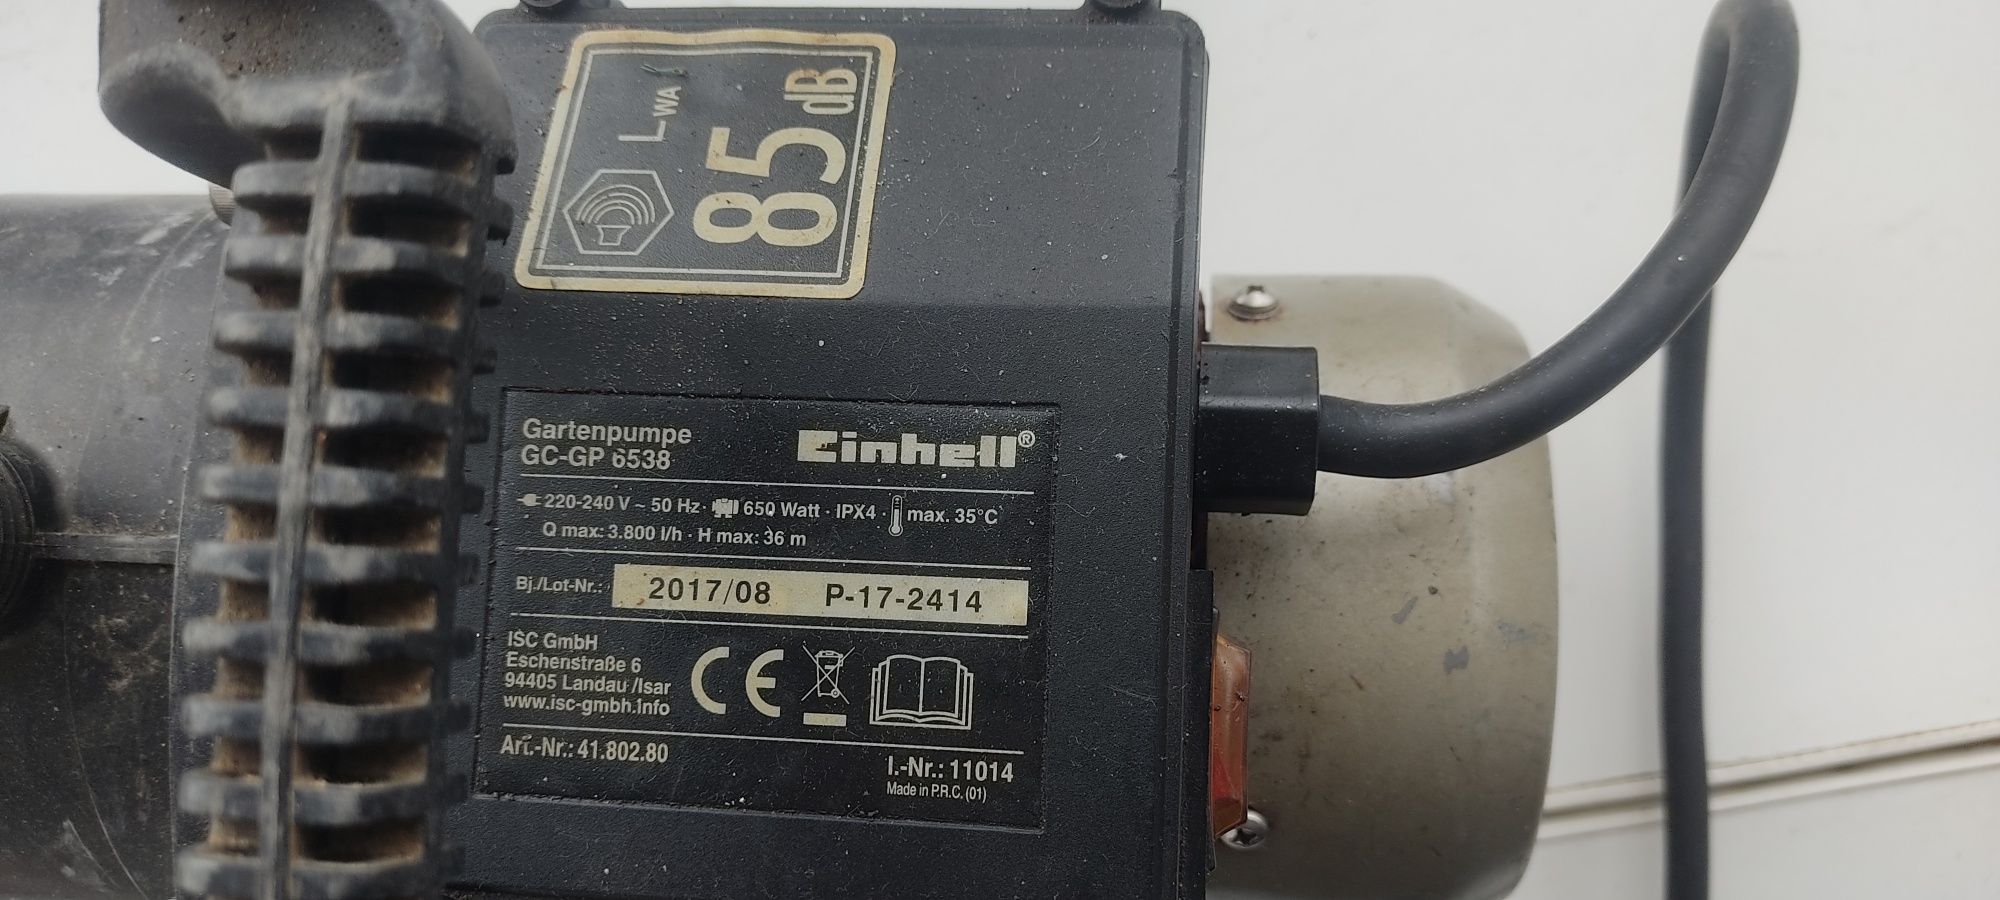 LWA
85 dB
Gartenpumpe
GC-GP 6538
Einhell®
220-240 V ~ 50 Hz · 650 Watt · IPX4 · max. 35°C
Q max: 3.800 l/h · H max: 36 m
Bj./Lot-Nr.: 2017/08 P-17-2414
ISC GmbH
Eschenstraße 6
94405 Landau /Isar
www.isc-gmbh.info
CE
Art.-Nr.: 41.802.80
I.-Nr.: 11014
Made in P.R.C. (01)